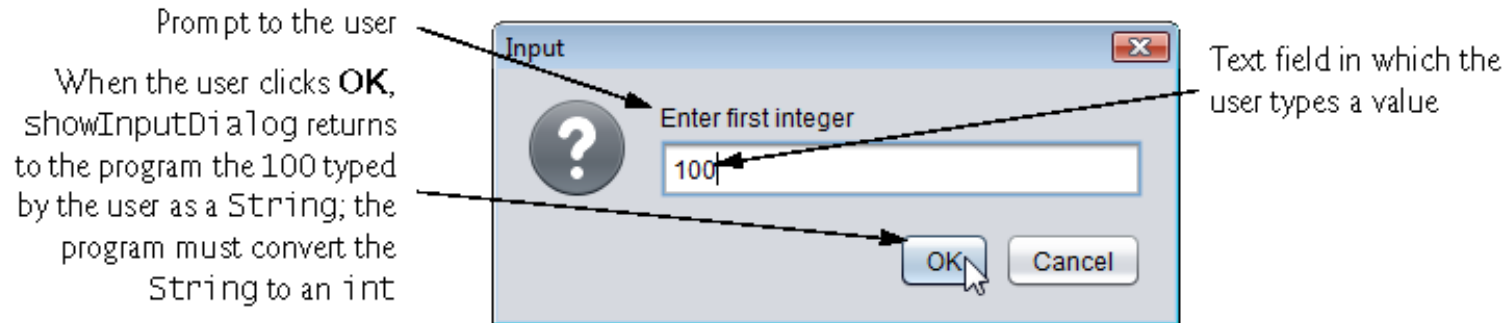 Prompt to the user
When the user clicks OK,
showInputDialog returns
to the program the 100 typed
by the user as a String; the
program must convert the
String to an int
Input
Enter first integer
100
OK
Cancel
Text field in which the
user types a value